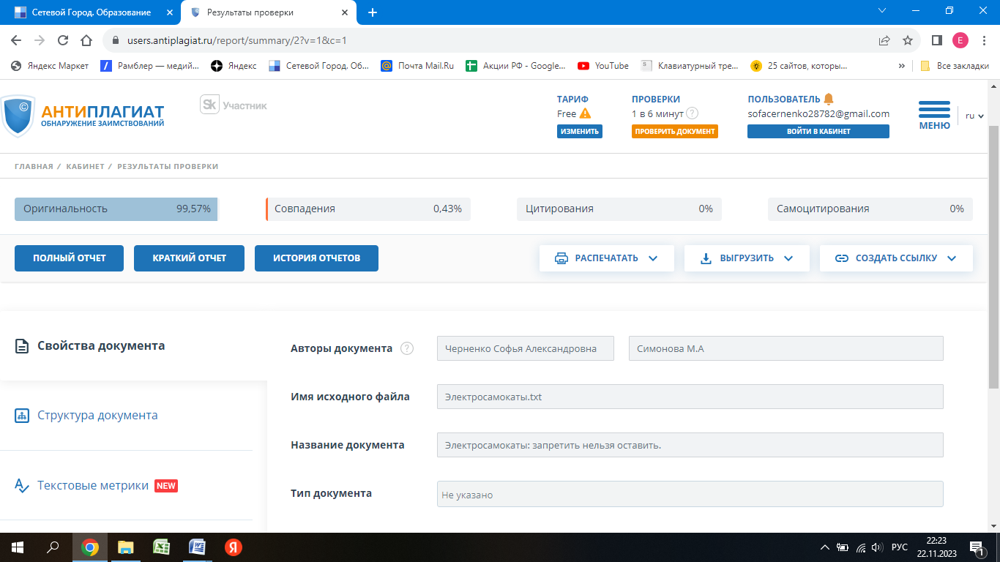 Сетевой Город. Образование
Результаты проверки
users.antiplagiat.ru/report/summary/2?v=1&c=1
E
Яндекс Маркет
Рамблер — медий...
Яндекс
Сетевой Город. Об...
Почта Mail.Ru
Акции РФ - Google...
YouTube
Клавиатурный тре...
25 сайтов, которы...
»
Все закладки
АНТИПЛАГИАТ
ОБНАРУЖЕНИЕ ЗАИМСТВОВАНИЙ
Sk Участник
ТАРИФ
Free
ИЗМЕНИТЬ
ПРОВЕРКИ
1 в 6 минут ?
ПРОВЕРИТЬ ДОКУМЕНТ
ПОЛЬЗОВАТЕЛЬ
sofacernenko28782@gmail.com
ВОЙТИ В КАБИНЕТ
МЕНЮ
ru
ГЛАВНАЯ / КАБИНЕТ / РЕЗУЛЬТАТЫ ПРОВЕРКИ
Оригинальность 99,57%
Совпадения 0,43%
Цитирования 0%
Самоцитирования 0%
ПОЛНЫЙ ОТЧЕТ
КРАТКИЙ ОТЧЕТ
ИСТОРИЯ ОТЧЕТОВ
РАСПЕЧАТАТЬ
ВЫГРУЗИТЬ
СОЗДАТЬ ССЫЛКУ
Свойства документа
Структура документа
Текстовые метрики NEW
Авторы документа ?
Черненко Софья Александровна
Симонова М.А
Имя исходного файла
Электросамокаты.txt
Название документа
Электросамокаты: запретить нельзя оставить.
Тип документа
Не указано
РУС
22:23
22.11.2023
1